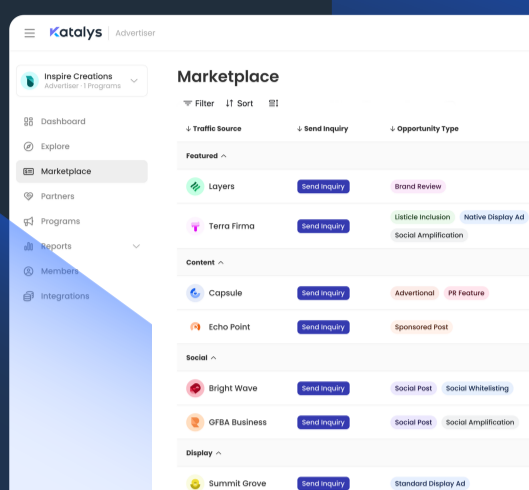 Katalys Advertiser
Inspire Creations
Advertiser · 1 Programs
Dashboard
Explore
Marketplace
Partners
Programs
Reports
Members
Integrations
Marketplace
Filter Sort
Traffic Source Send Inquiry Opportunity Type
Featured
Layers Send Inquiry Brand Review
Terra Firma Send Inquiry Listicle Inclusion Native Display Ad
Social Amplification
Content
Capsule Send Inquiry Advertional PR Feature
Echo Point Send Inquiry Sponsored Post
Social
Bright Wave Send Inquiry Social Post Social Whitelisting
GFBA Business Send Inquiry Social Post Social Amplification
Display
Summit Grove Send Inquiry Standard Display Ad